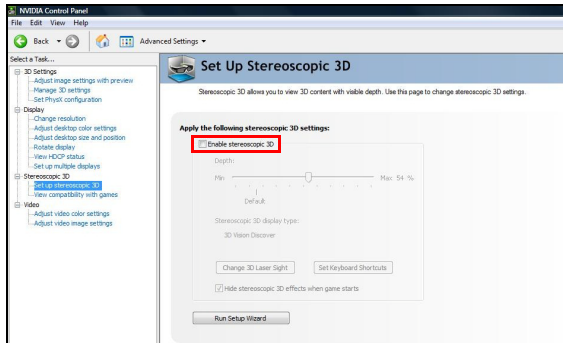 NVIDIA Control Panel
File Edit View Help
Back Advanced Settings
Select a Task...
3D Settings
Adjust image settings with preview
Manage 3D settings
Set PhysX configuration
Display
Change resolution
Adjust desktop color settings
Adjust desktop size and position
Rotate display
View HDCP status
Set up multiple displays
Stereoscopic 3D
Set up stereoscopic 3D
View compatibility with games
Video
Adjust video color settings
Adjust video image settings
Set Up Stereoscopic 3D
Stereoscopic 3D allows you to view 3D content with visible depth. Use this page to change stereoscopic 3D settings.
Apply the following stereoscopic 3D settings:
Enable stereoscopic 3D
Depth:
Min Max 54 %
Default
Stereoscopic 3D display type:
3D Vision Discover
Change 3D Laser Sight Set Keyboard Shortcuts
Hide stereoscopic 3D effects when game starts
Run Setup Wizard